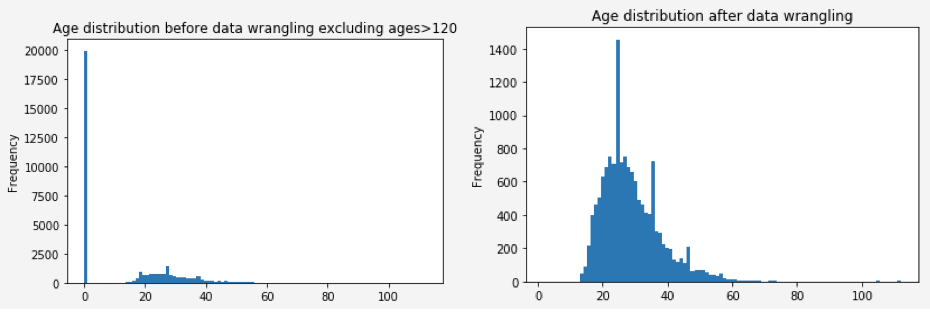 Age distribution before data wrangling excluding ages>120
20000
17500
15000
12500
10000
7500
5000
2500
0
Frequency
0 20 40 60 80 100
Age distribution after data wrangling
1400
1200
1000
800
600
400
200
0
Frequency
0 20 40 60 80 100